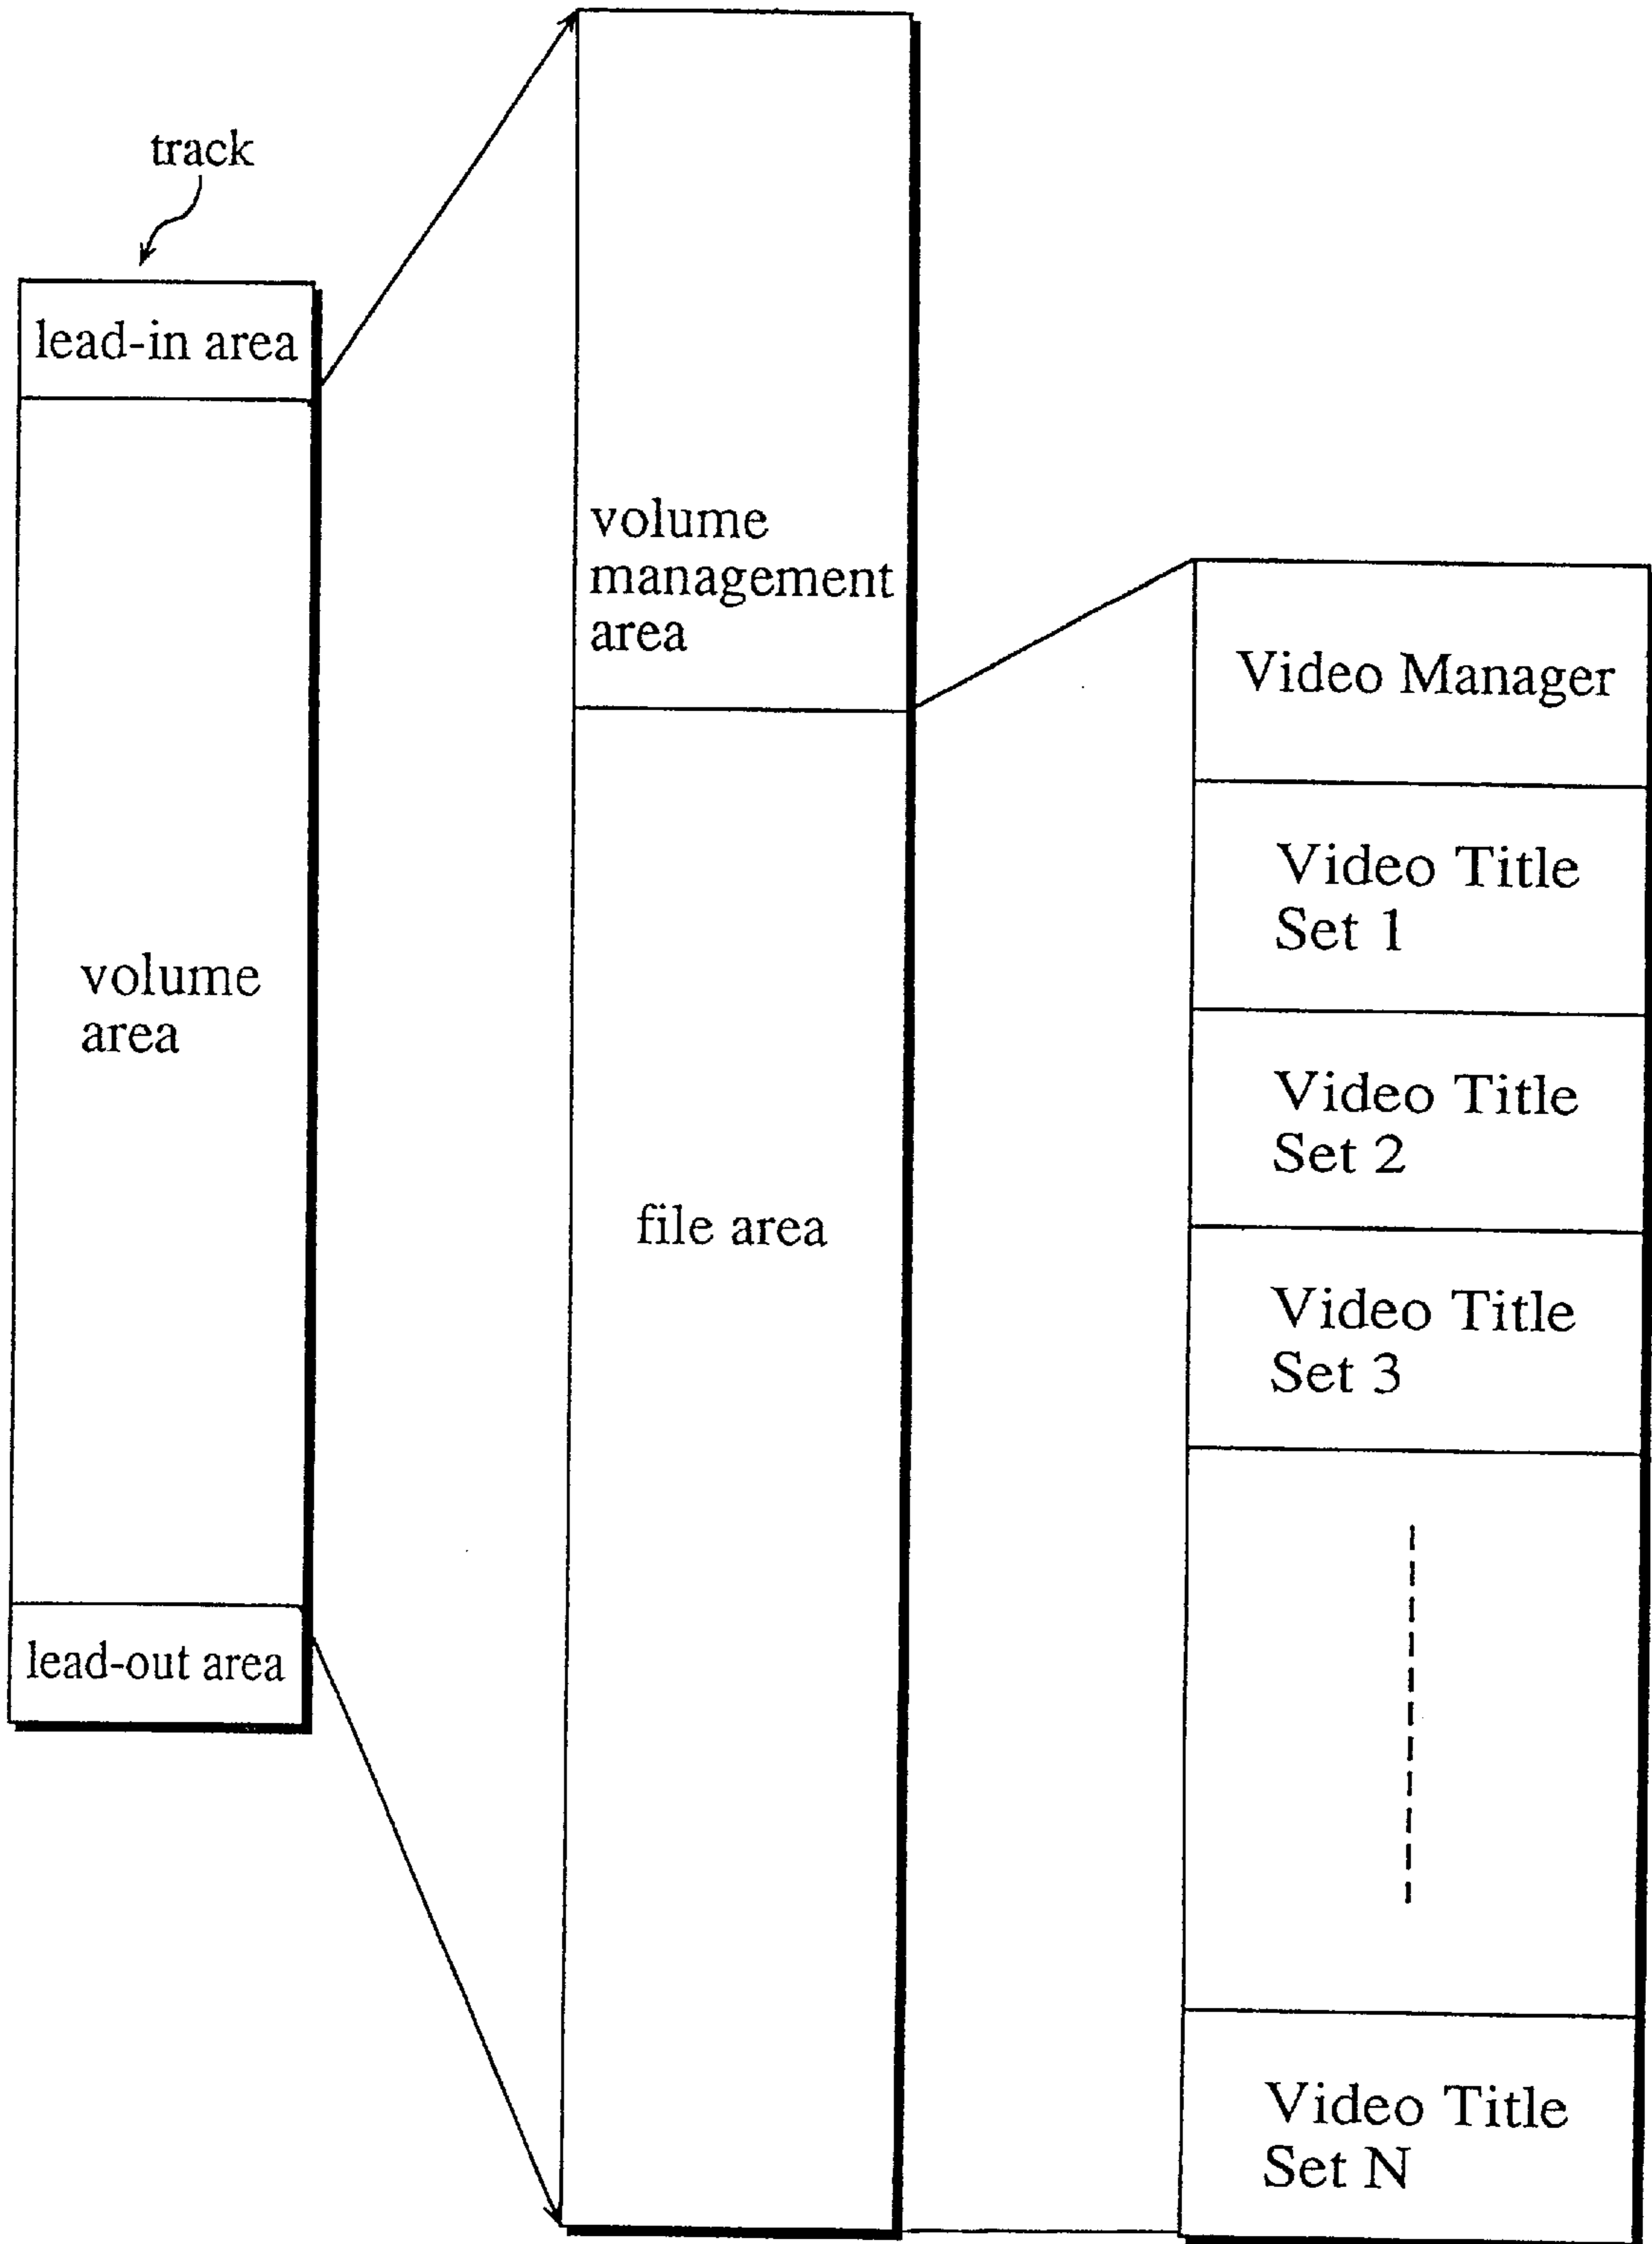 track
lead-in area
volume
area
lead-out area
volume
management
area
file area
Video Manager
Video Title
Set 1
Video Title
Set 2
Video Title
Set 3
Video Title
Set N